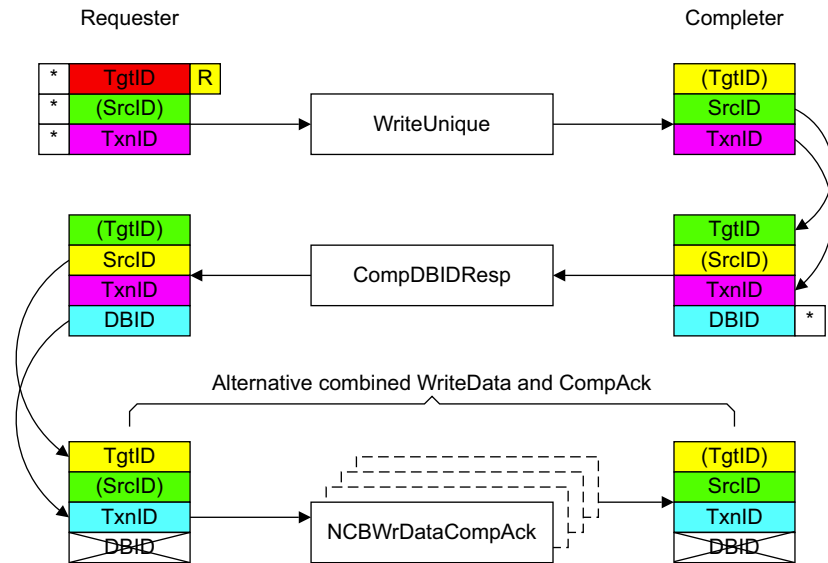 Requester
Completer
* TgtID R
* (SrcID)
* TxnID
WriteUnique
(TgtID)
SrcID
TxnID
(TgtID)
SrcID
TxnID
DBID
CompDBIDResp
TgtID
(SrcID)
TxnID
DBID *
Alternative combined WriteData and CompAck
TgtID
(SrcID)
TxnID
DBID
NCBWrDataCompAck
(TgtID)
SrcID
TxnID
DBID